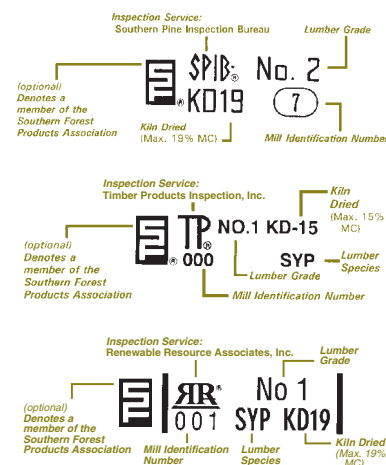 Inspection Service:
Southern Pine Inspection Bureau
Lumber Grade
SPIB® No. 2
(optional)
Denotes a
member of the
Southern Forest
Products Association
® KD19 7
Kiln Dried
(Max. 19% MC)
Mill Identification Number
Inspection Service:
Timber Products Inspection, Inc.
Kiln
Dried
(Max. 15%
MC)
TP® NO.1 KD-15
(optional)
Denotes a
member of the
Southern Forest
Products Association
® 000 SYP
Lumber
Species
Lumber Grade
Mill Identification Number
Inspection Service:
Renewable Resource Associates, Inc.
Lumber
Grade
RR® No 1
(optional)
Denotes a
member of the
Southern Forest
Products Association
001 SYP KD19
Mill Identification
Number
Lumber
Species
Kiln Dried
(Max. 19%
MC)